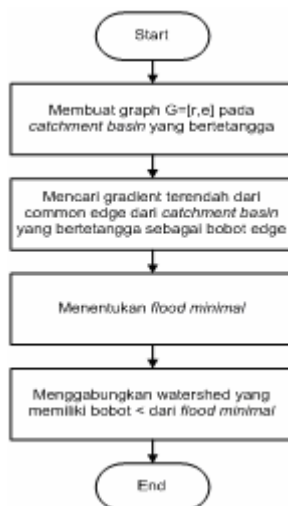 Start
Membuat graph G=[r,e] pada
catchment basin yang bertetangga
Mencari gradient terendah dari
common edge dari catchment basin
yang bertetangga sebagai bobot edge
Menentukan flood minimal
Menggabungkan watershed yang
memiliki bobot < dari flood minimal
End